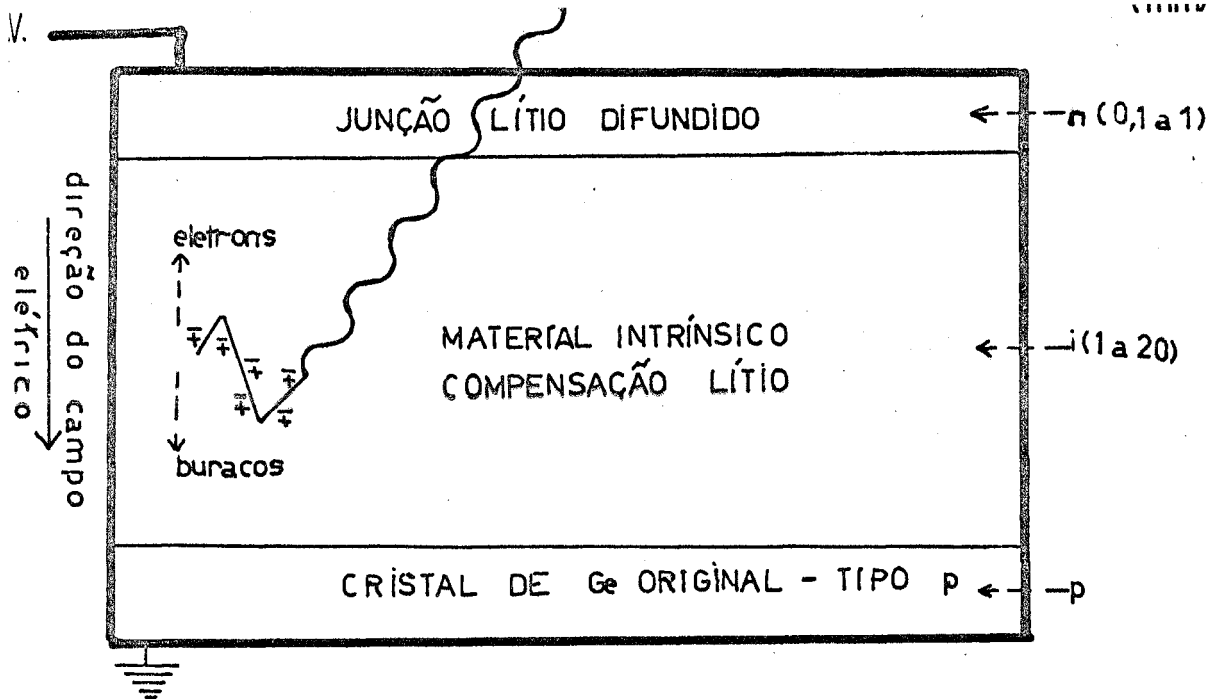 .V.
JUNÇÃO LÍTIO DIFUNDIDO
n (0,1 a 1)
direção do campo
elétrico
eletrons
MATERIAL INTRÍNSICO
COMPENSAÇÃO LÍTIO
i (1 a 20)
buracos
CRISTAL DE Ge ORIGINAL - TIPO P
p